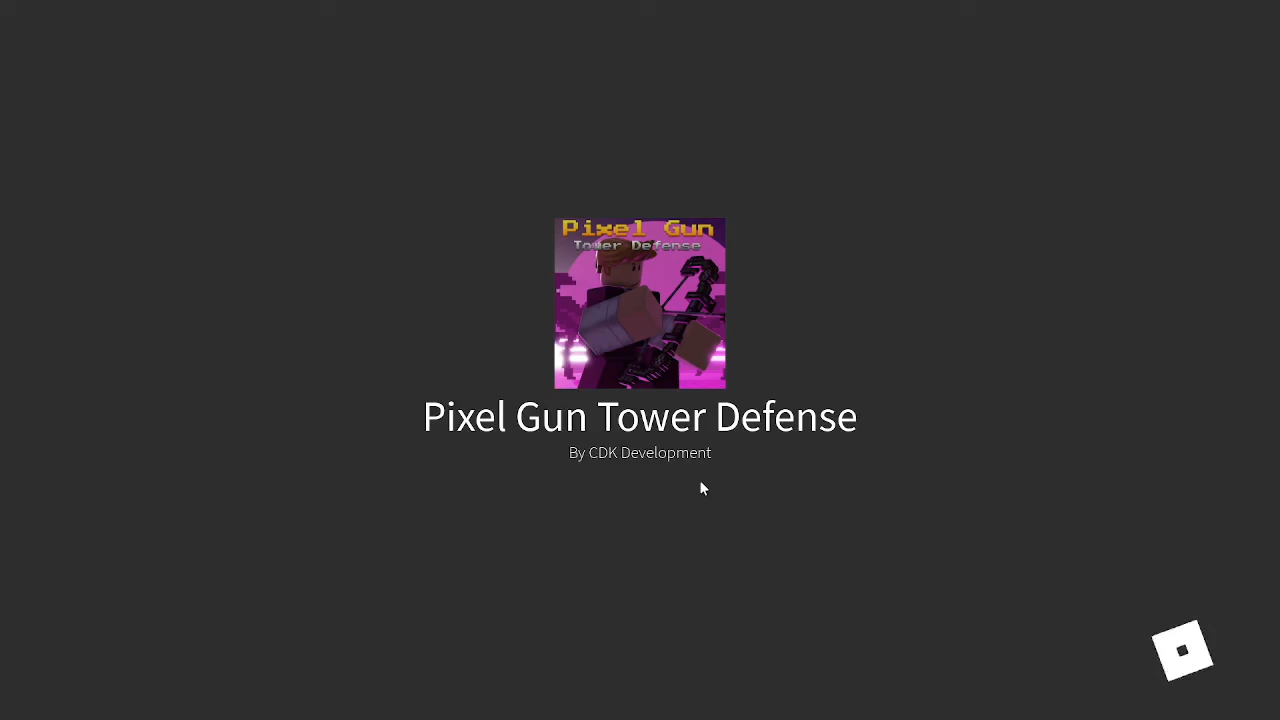 Pixel Gun
Tower Defense
Pixel Gun Tower Defense
By CDK Development